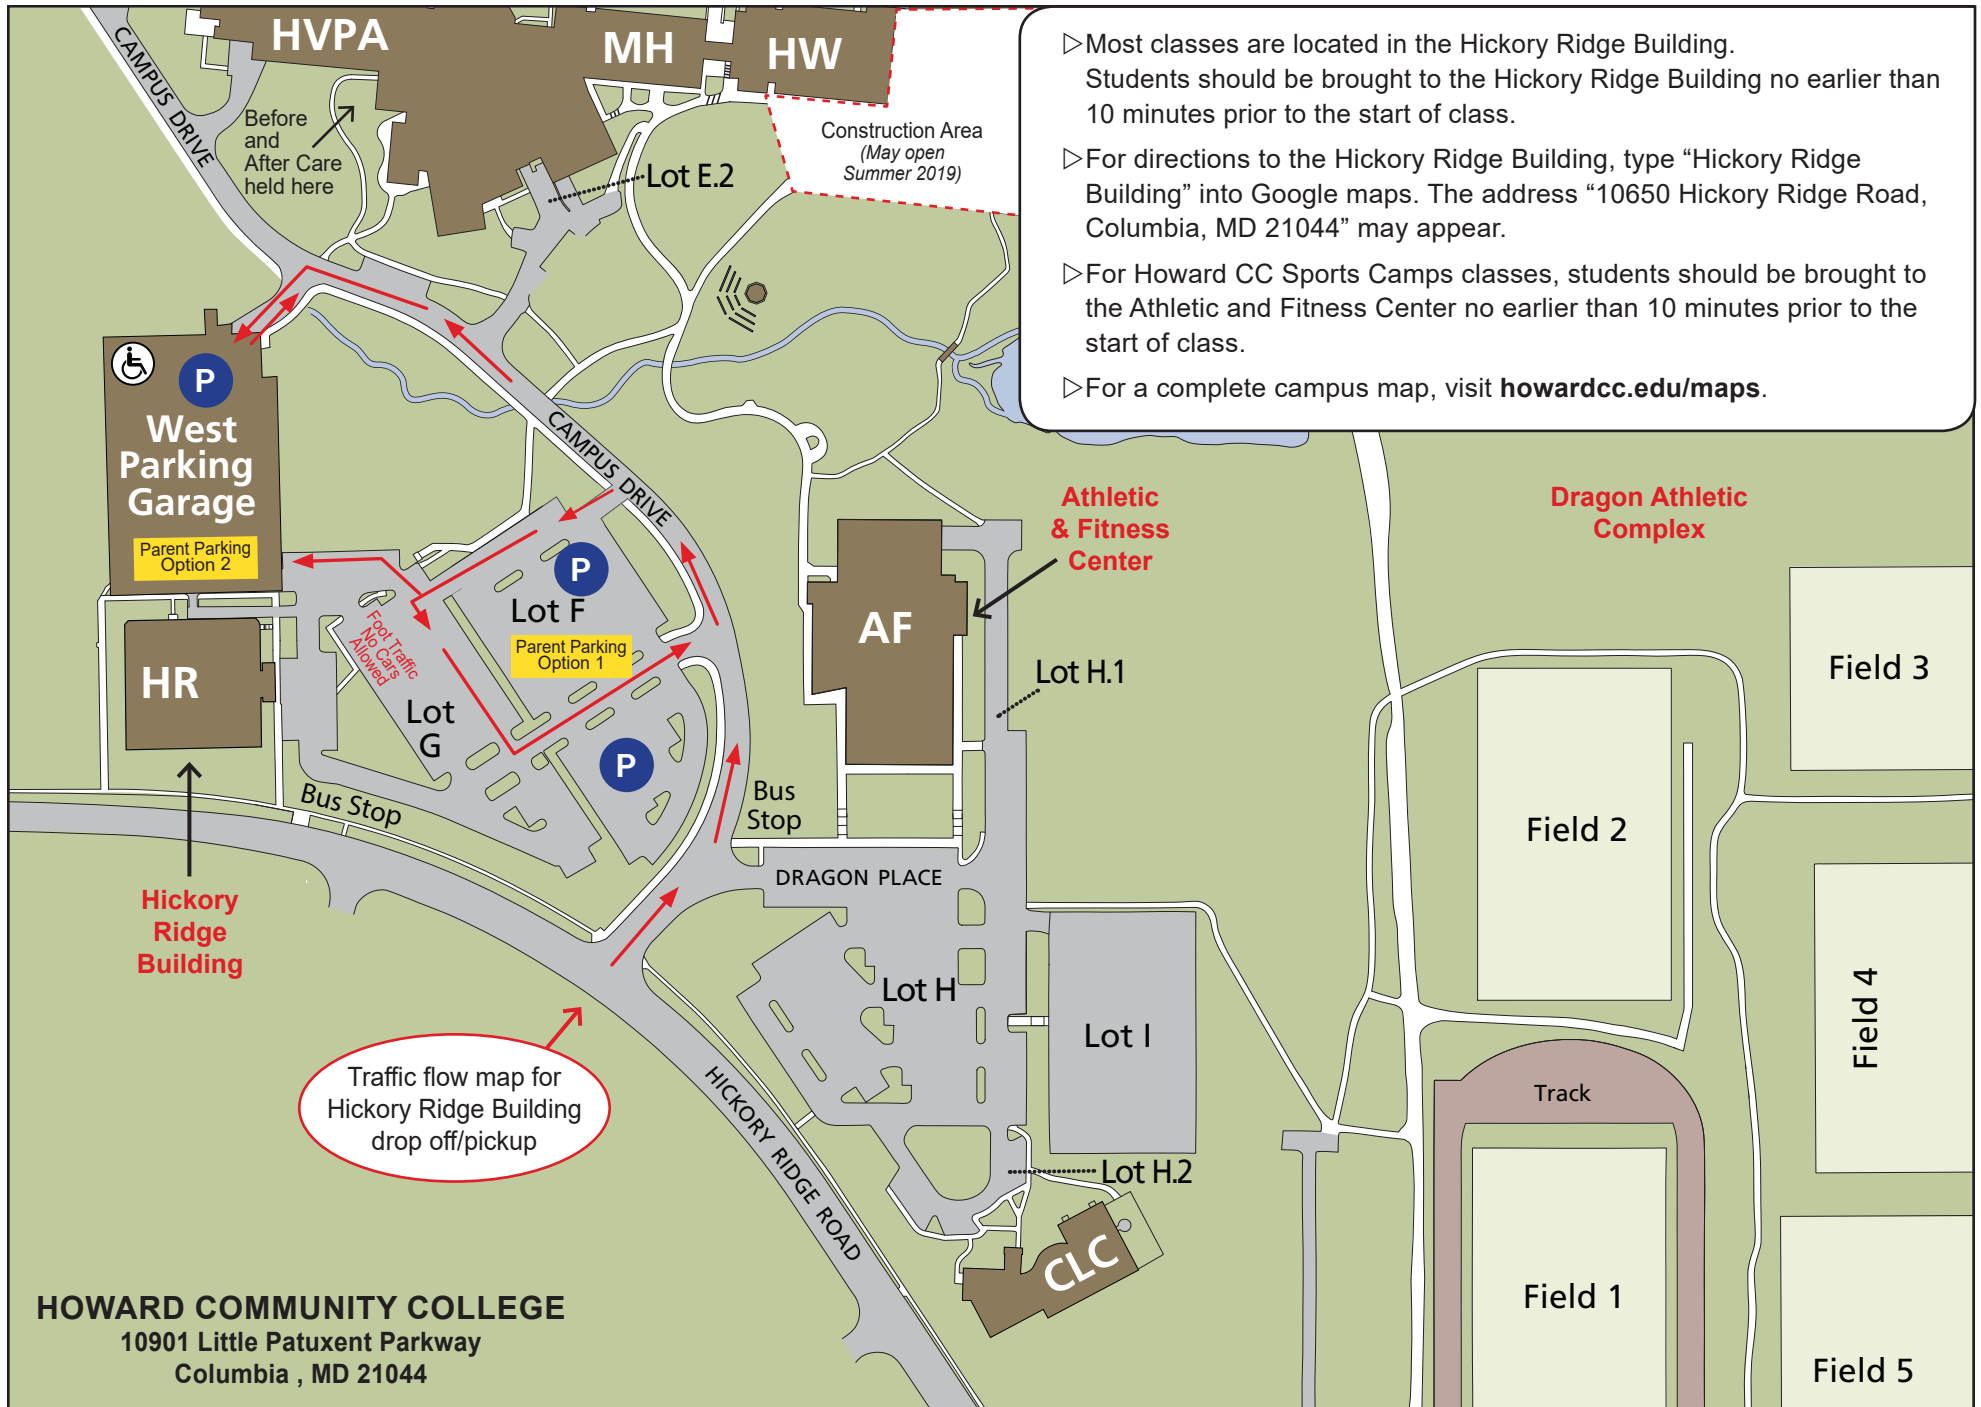 HVPA
MH
HW
CAMPUS DRIVE
Before
and
After Care
held here
Lot E.2
Construction Area
(May open
Summer 2019)
▷Most classes are located in the Hickory Ridge Building.
Students should be brought to the Hickory Ridge Building no earlier than
10 minutes prior to the start of class.
▷For directions to the Hickory Ridge Building, type “Hickory Ridge
Building” into Google maps. The address “10650 Hickory Ridge Road,
Columbia, MD 21044” may appear.
▷For Howard CC Sports Camps classes, students should be brought to
the Athletic and Fitness Center no earlier than 10 minutes prior to the
start of class.
▷For a complete campus map, visit howardcc.edu/maps.
P
West
Parking
Garage
Parent Parking
Option 2
CAMPUS DRIVE
P
Lot F
Parent Parking
Option 1
Foot Traffic
No Cars
Allowed
HR
Lot
G
P
Bus Stop
Bus
Stop
Athletic
& Fitness
Center
AF
Lot H.1
Dragon Athletic
Complex
Field 3
Field 2
Field 4
DRAGON PLACE
Hickory
Ridge
Building
Lot H
Lot I
Traffic flow map for
Hickory Ridge Building
drop off/pickup
HICKORY RIDGE ROAD
Lot H.2
CLC
Track
Field 1
Field 5
HOWARD COMMUNITY COLLEGE
10901 Little Patuxent Parkway
Columbia , MD 21044